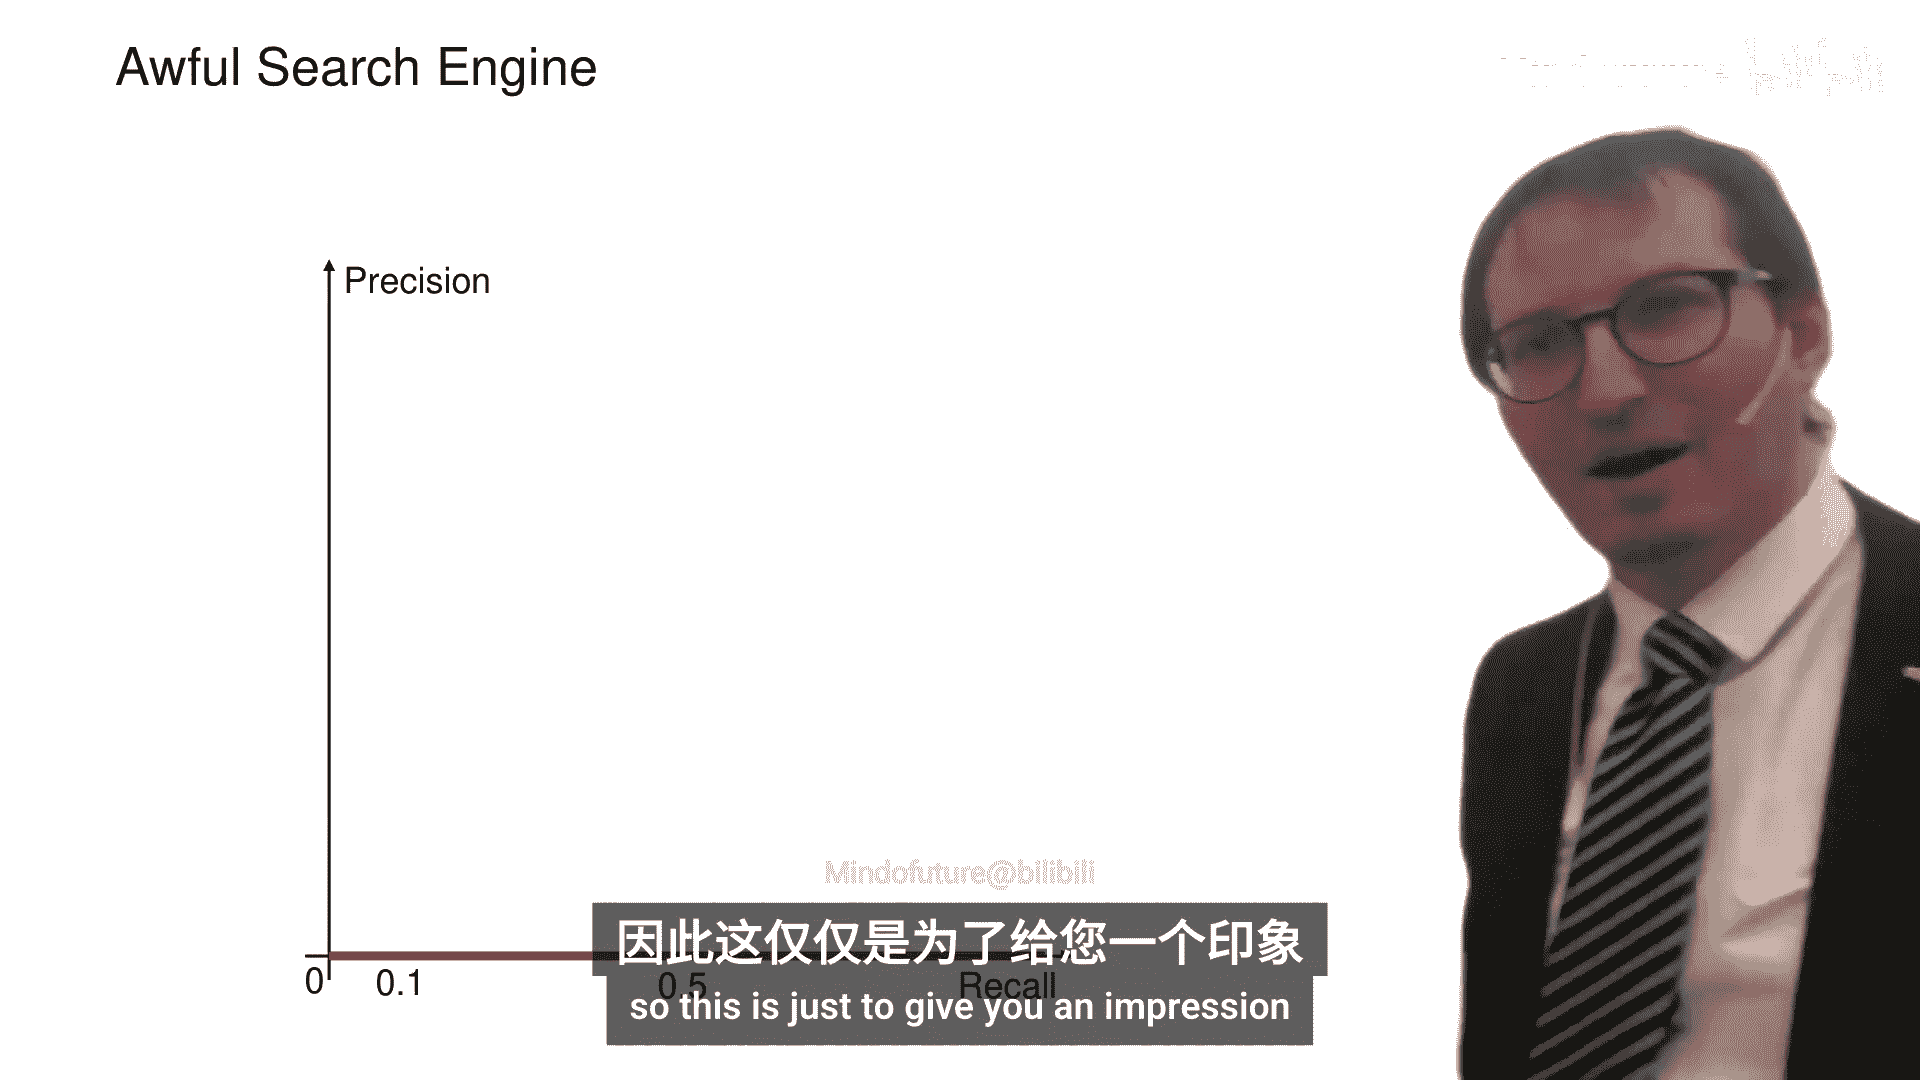 Awful Search Engine
Precision
Mindofuture@bilibili
因此这仅仅是为了给您一个印象
0 0.1 0.5 Recall
so this is just to give you an impression